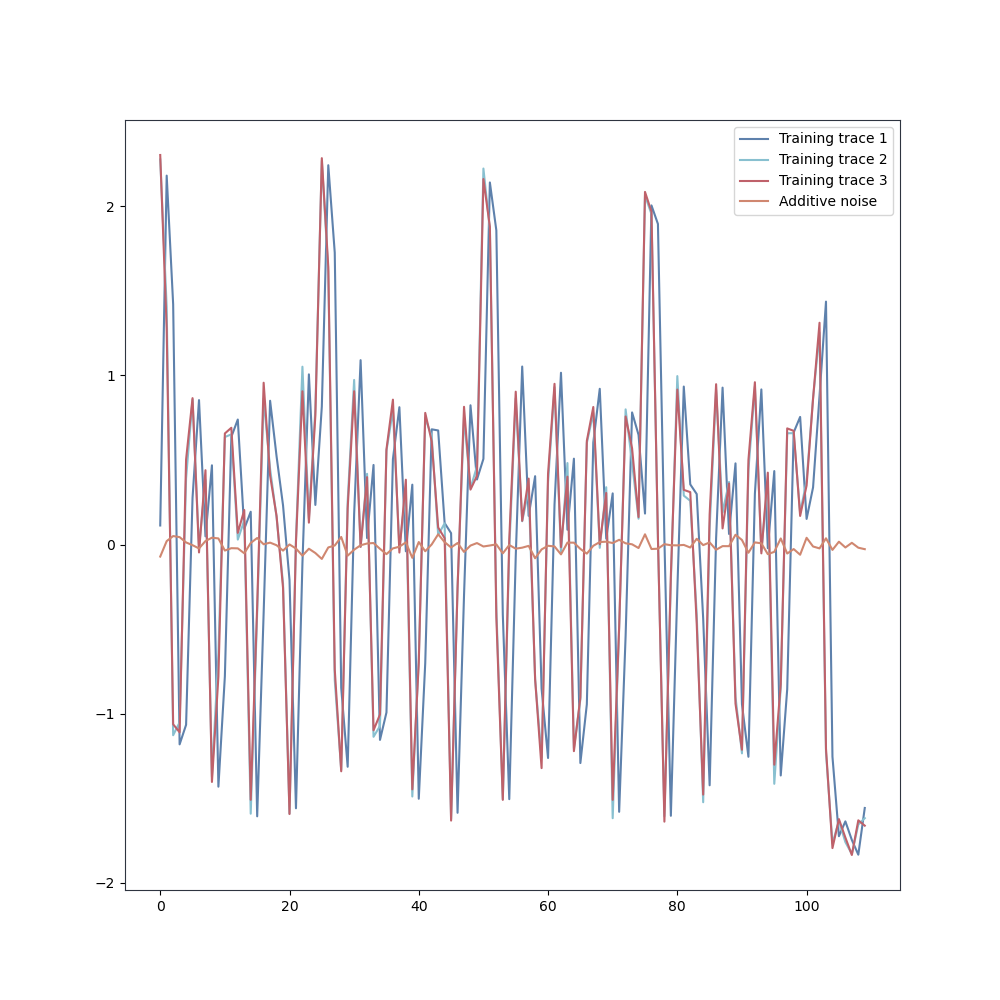 Training trace 1
Training trace 2
Training trace 3
Additive noise
2
1
0
−1
−2
0 20 40 60 80 100